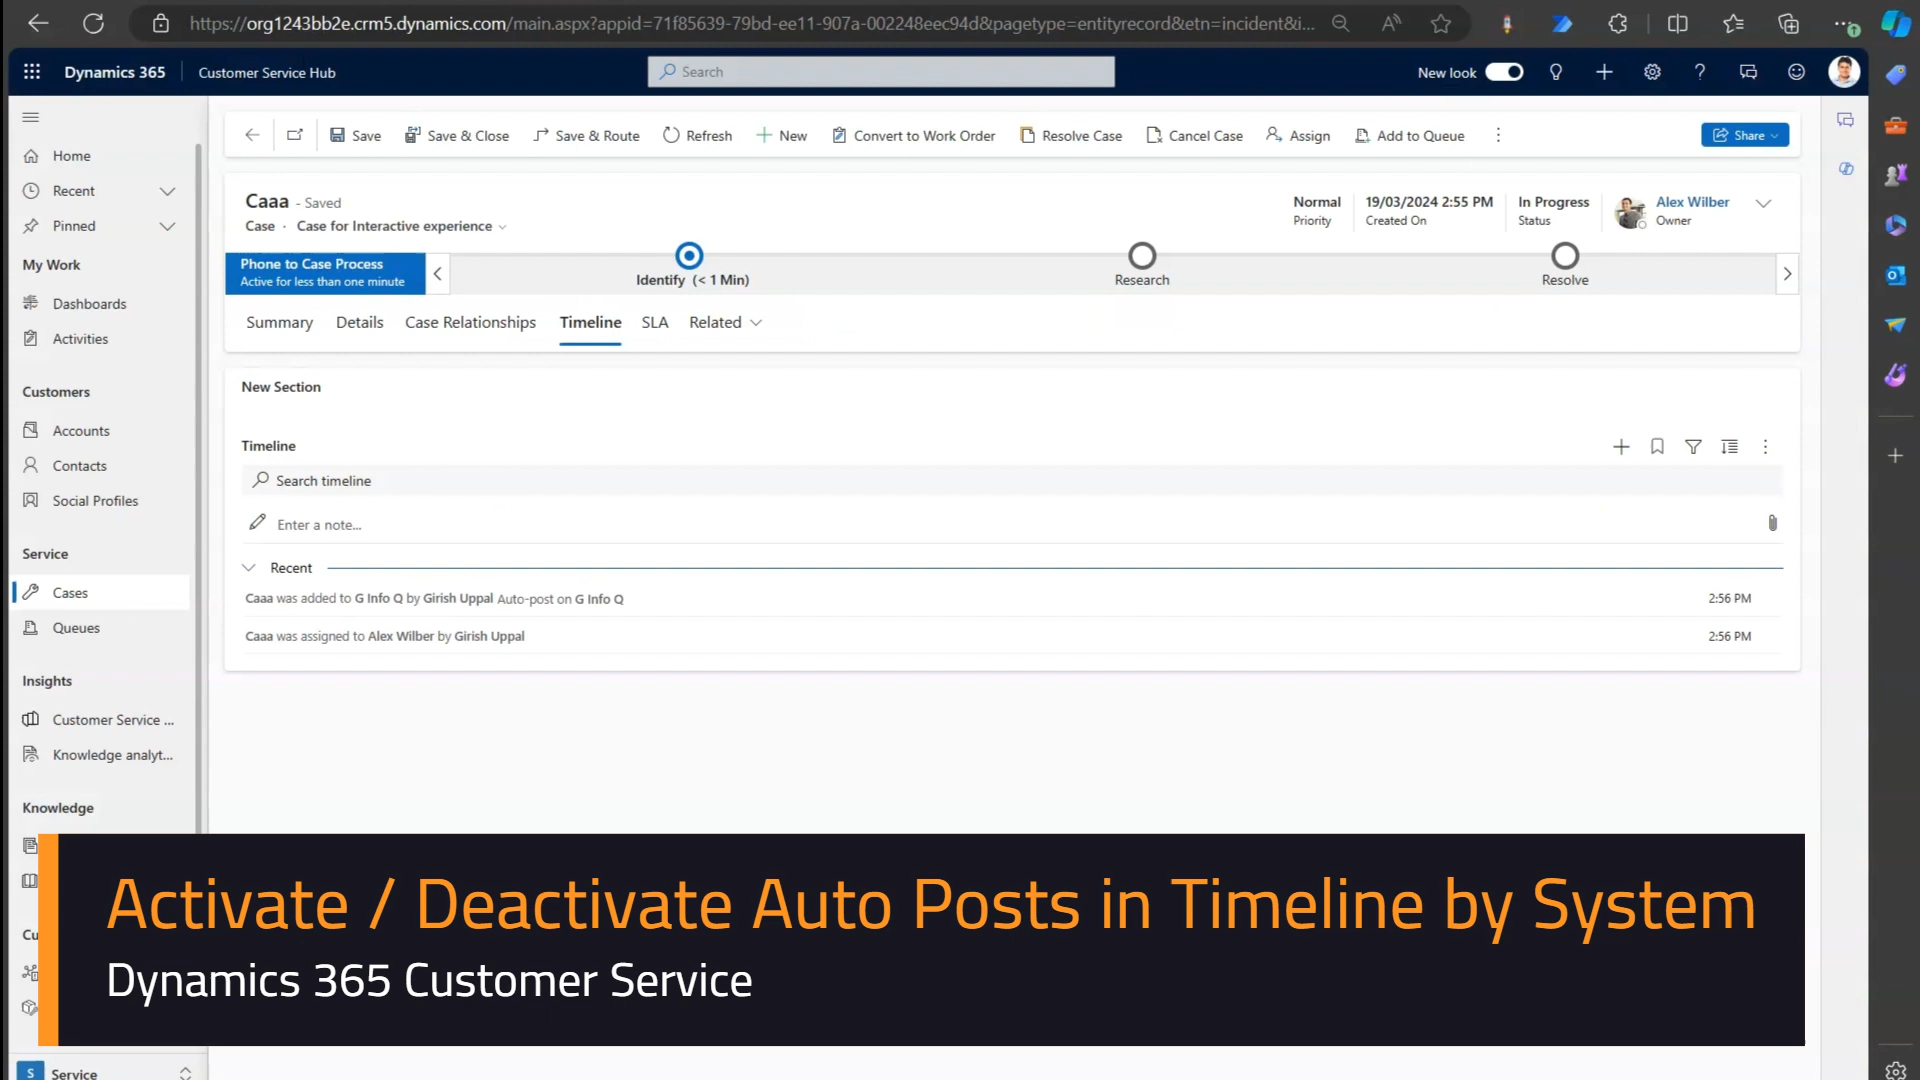 https://org1243bb2e.crm5.dynamics.com/main.aspx?appid=71f85639-79bd-ee11-907a-002248eec94d&pagetype=entityrecord&etn=incident&i...
Dynamics 365
Customer Service Hub
Search
New look
Home
Recent
Pinned
My Work
Dashboards
Activities
Customers
Accounts
Contacts
Social Profiles
Service
Cases
Queues
Insights
Customer Service ...
Knowledge analyt...
Knowledge
Cu
S Service
Save
Save & Close
Save & Route
Refresh
New
Convert to Work Order
Resolve Case
Cancel Case
Assign
Add to Queue
Share
Caaa - Saved
Case · Case for Interactive experience
Normal
Priority
19/03/2024 2:55 PM
Created On
In Progress
Status
Alex Wilber
Owner
Phone to Case Process
Active for less than one minute
Identify (< 1 Min)
Research
Resolve
Summary
Details
Case Relationships
Timeline
SLA
Related
New Section
Timeline
Search timeline
Enter a note...
Recent
Caaa was added to G Info Q by Girish Uppal Auto-post on G Info Q
2:56 PM
Caaa was assigned to Alex Wilber by Girish Uppal
2:56 PM
Activate / Deactivate Auto Posts in Timeline by System
Dynamics 365 Customer Service